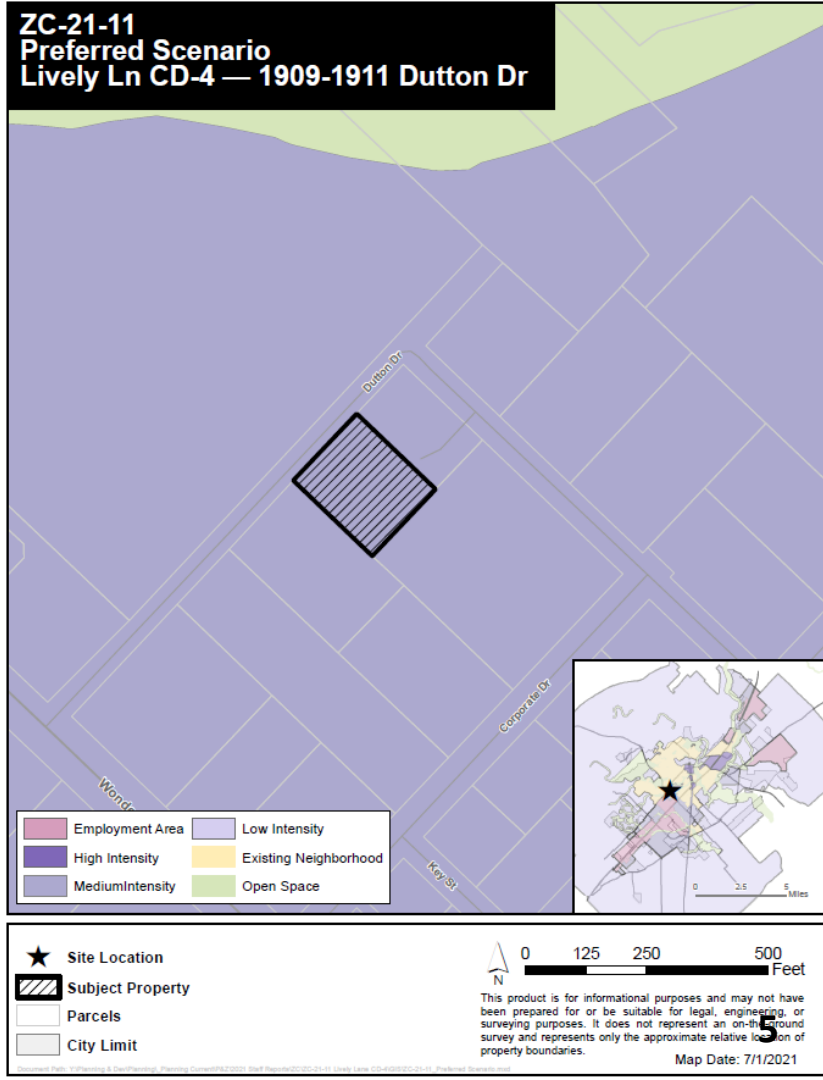 ZC-21-11
Preferred Scenario
Lively Ln CD-4 — 1909-1911 Dutton Dr
Dutton Dr
Corporate Dr
Wonde
Key St
Employment Area
High Intensity
MediumIntensity
Low Intensity
Existing Neighborhood
Open Space
0 2.5 5
Miles
Site Location
Subject Property
Parcels
City Limit
N
0 125 250 500
Feet
This product is for informational purposes and may not have
been prepared for or be suitable for legal, engineering, or
surveying purposes. It does not represent an on-the-ground
survey and represents only the approximate relative location of
property boundaries.
5
Map Date: 7/1/2021